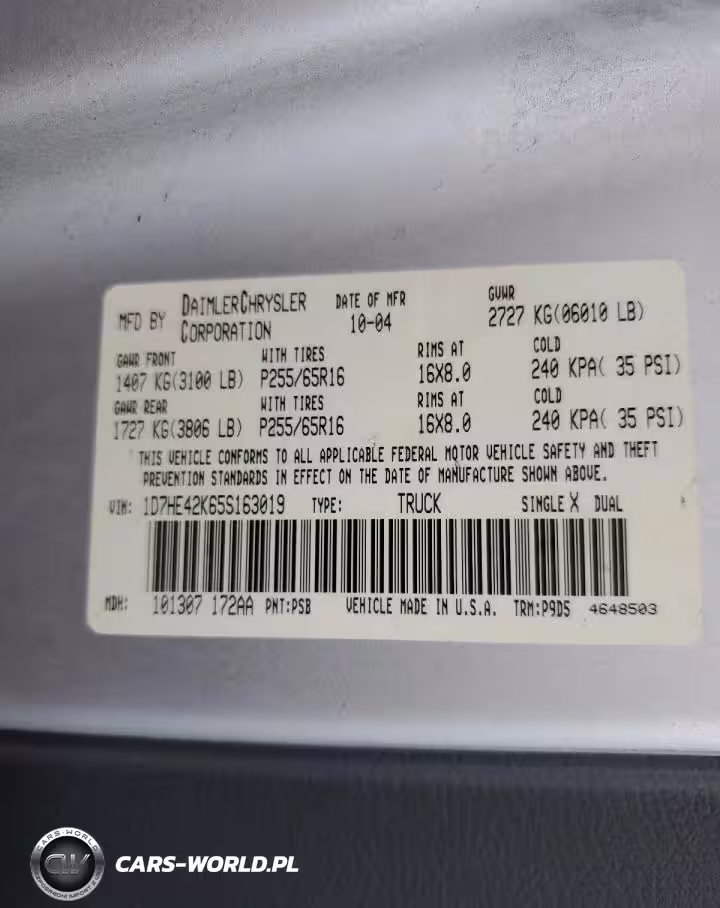 MFD BY DAIMLERCHRYSLER CORPORATION DATE OF MFR 10-04 GVWR 2727 KG(06010 LB)
GAWR FRONT WITH TIRES RIMS AT COLD
1407 KG(3100 LB) P255/65R16 16X8.0 240 KPA( 35 PSI)
GAWR REAR WITH TIRES RIMS AT COLD
1727 KG(3806 LB) P255/65R16 16X8.0 240 KPA( 35 PSI)
THIS VEHICLE CONFORMS TO ALL APPLICABLE FEDERAL MOTOR VEHICLE SAFETY AND THEFT
PREVENTION STANDARDS IN EFFECT ON THE DATE OF MANUFACTURE SHOWN ABOVE.
VIN: 1D7HE42K65S163019 TYPE: TRUCK SINGLE X DUAL
MDH: 101307 172AA PNT:PSB VEHICLE MADE IN U.S.A. TRM:P9D5 4648503
CARS-WORLD
CW
CARS-WORLD.PL